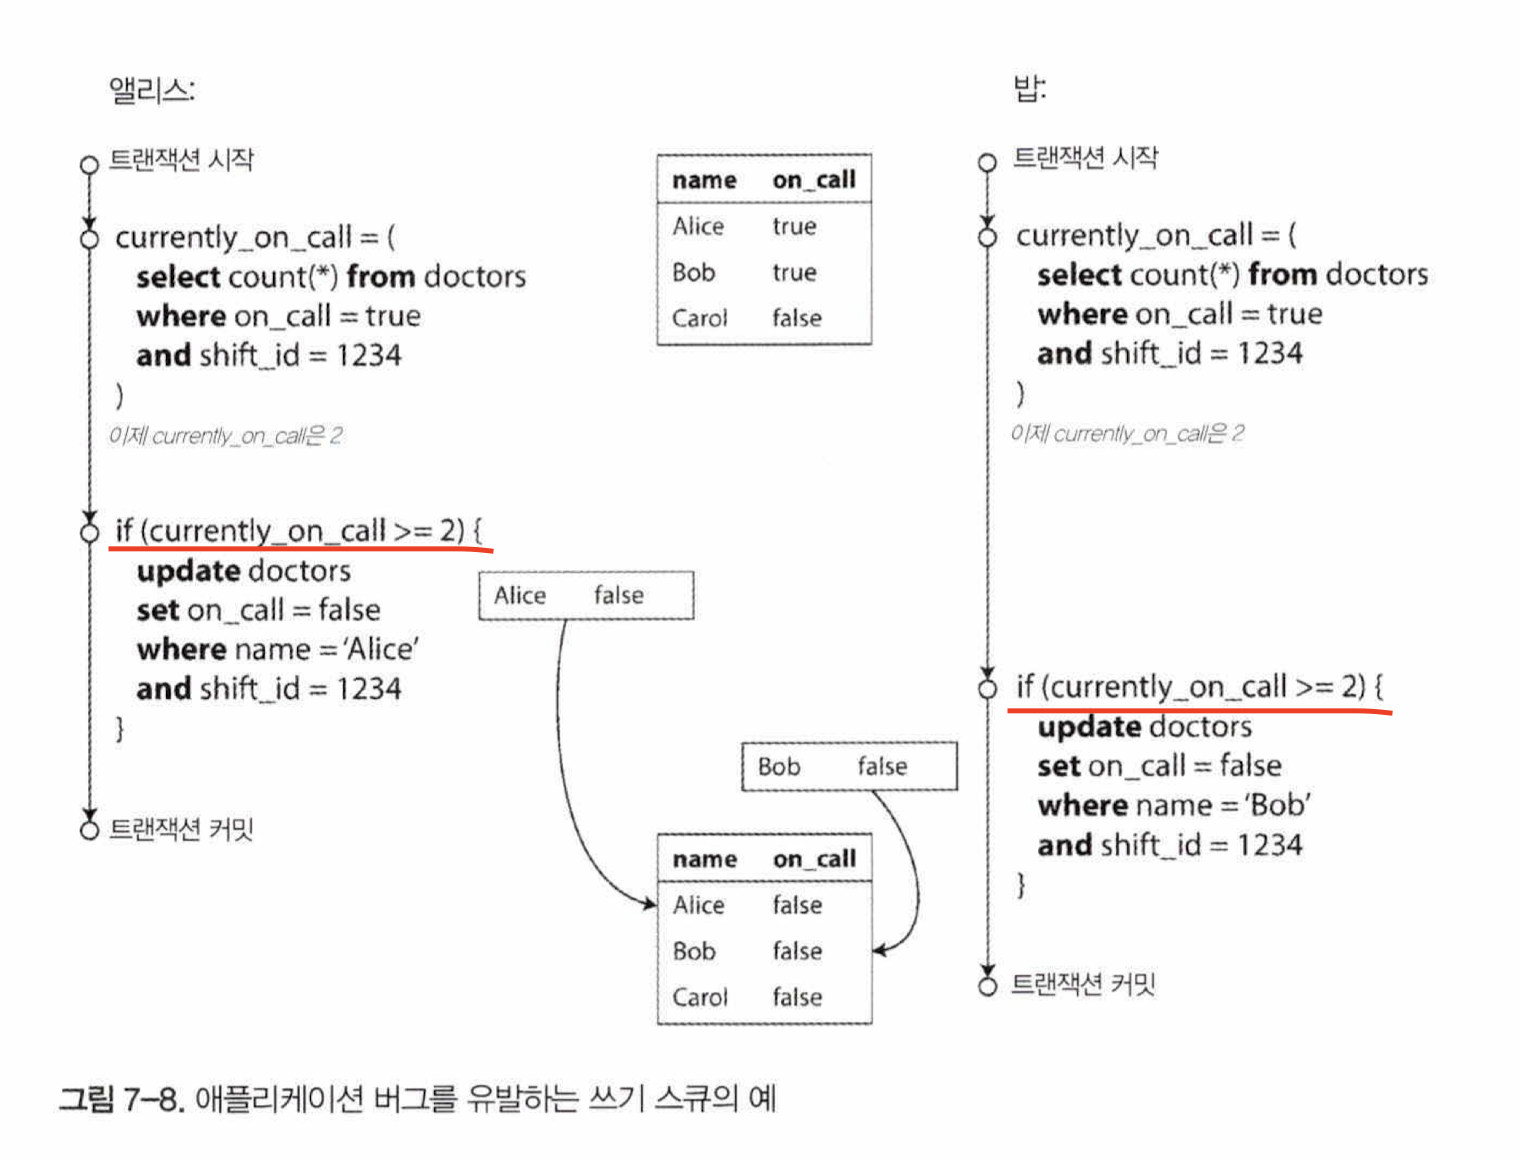 앨리스:
트랜잭션 시작
currently_on_call = (
select count(*) from doctors
where on_call = true
and shift_id = 1234
)
이제 currently_on_call은 2
if (currently_on_call >= 2) {
update doctors
set on_call = false
where name = ‘Alice’
and shift_id = 1234
}
트랜잭션 커밋
name on_call
Alice true
Bob true
Carol false
Alice false
Bob false
name on_call
Alice false
Bob false
Carol false
밥:
트랜잭션 시작
currently_on_call = (
select count(*) from doctors
where on_call = true
and shift_id = 1234
)
이제 currently_on_call은 2
if (currently_on_call >= 2) {
update doctors
set on_call = false
where name = ‘Bob’
and shift_id = 1234
}
트랜잭션 커밋
그림 7–8. 애플리케이션 버그를 유발하는 쓰기 스큐의 예